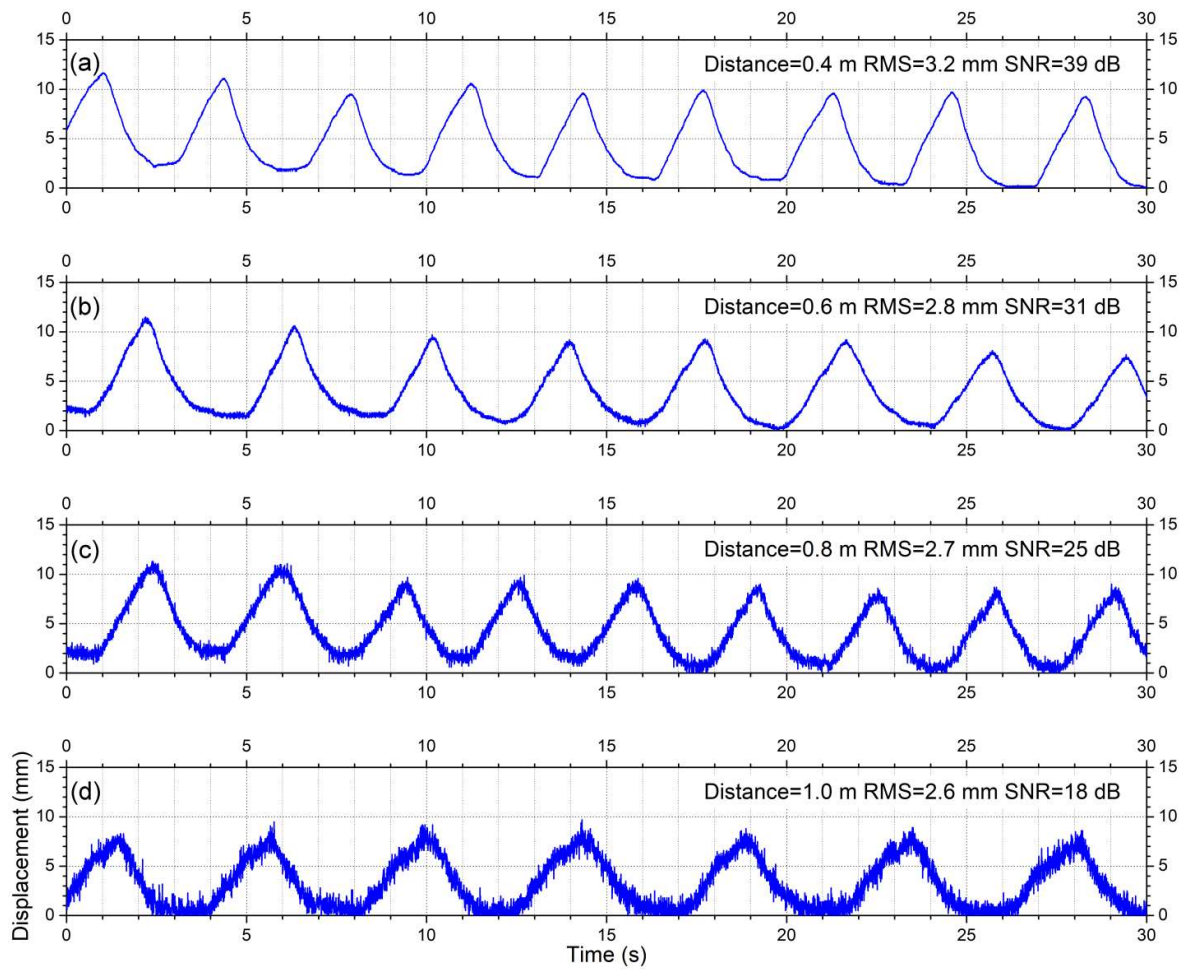 0 5 10 15 20 25 30
15 15
(a) Distance=0.4 m RMS=3.2 mm SNR=39 dB
10 10
5 5
0 0
0 5 10 15 20 25 30
0 5 10 15 20 25 30
15 15
(b) Distance=0.6 m RMS=2.8 mm SNR=31 dB
10 10
5 5
0 0
0 5 10 15 20 25 30
0 5 10 15 20 25 30
15 15
(c) Distance=0.8 m RMS=2.7 mm SNR=25 dB
10 10
5 5
0 0
0 5 10 15 20 25 30
0 5 10 15 20 25 30
15 15
(d) Distance=1.0 m RMS=2.6 mm SNR=18 dB
10 10
5 5
0 0
0 5 10 15 20 25 30
Displacement (mm)
Time (s)